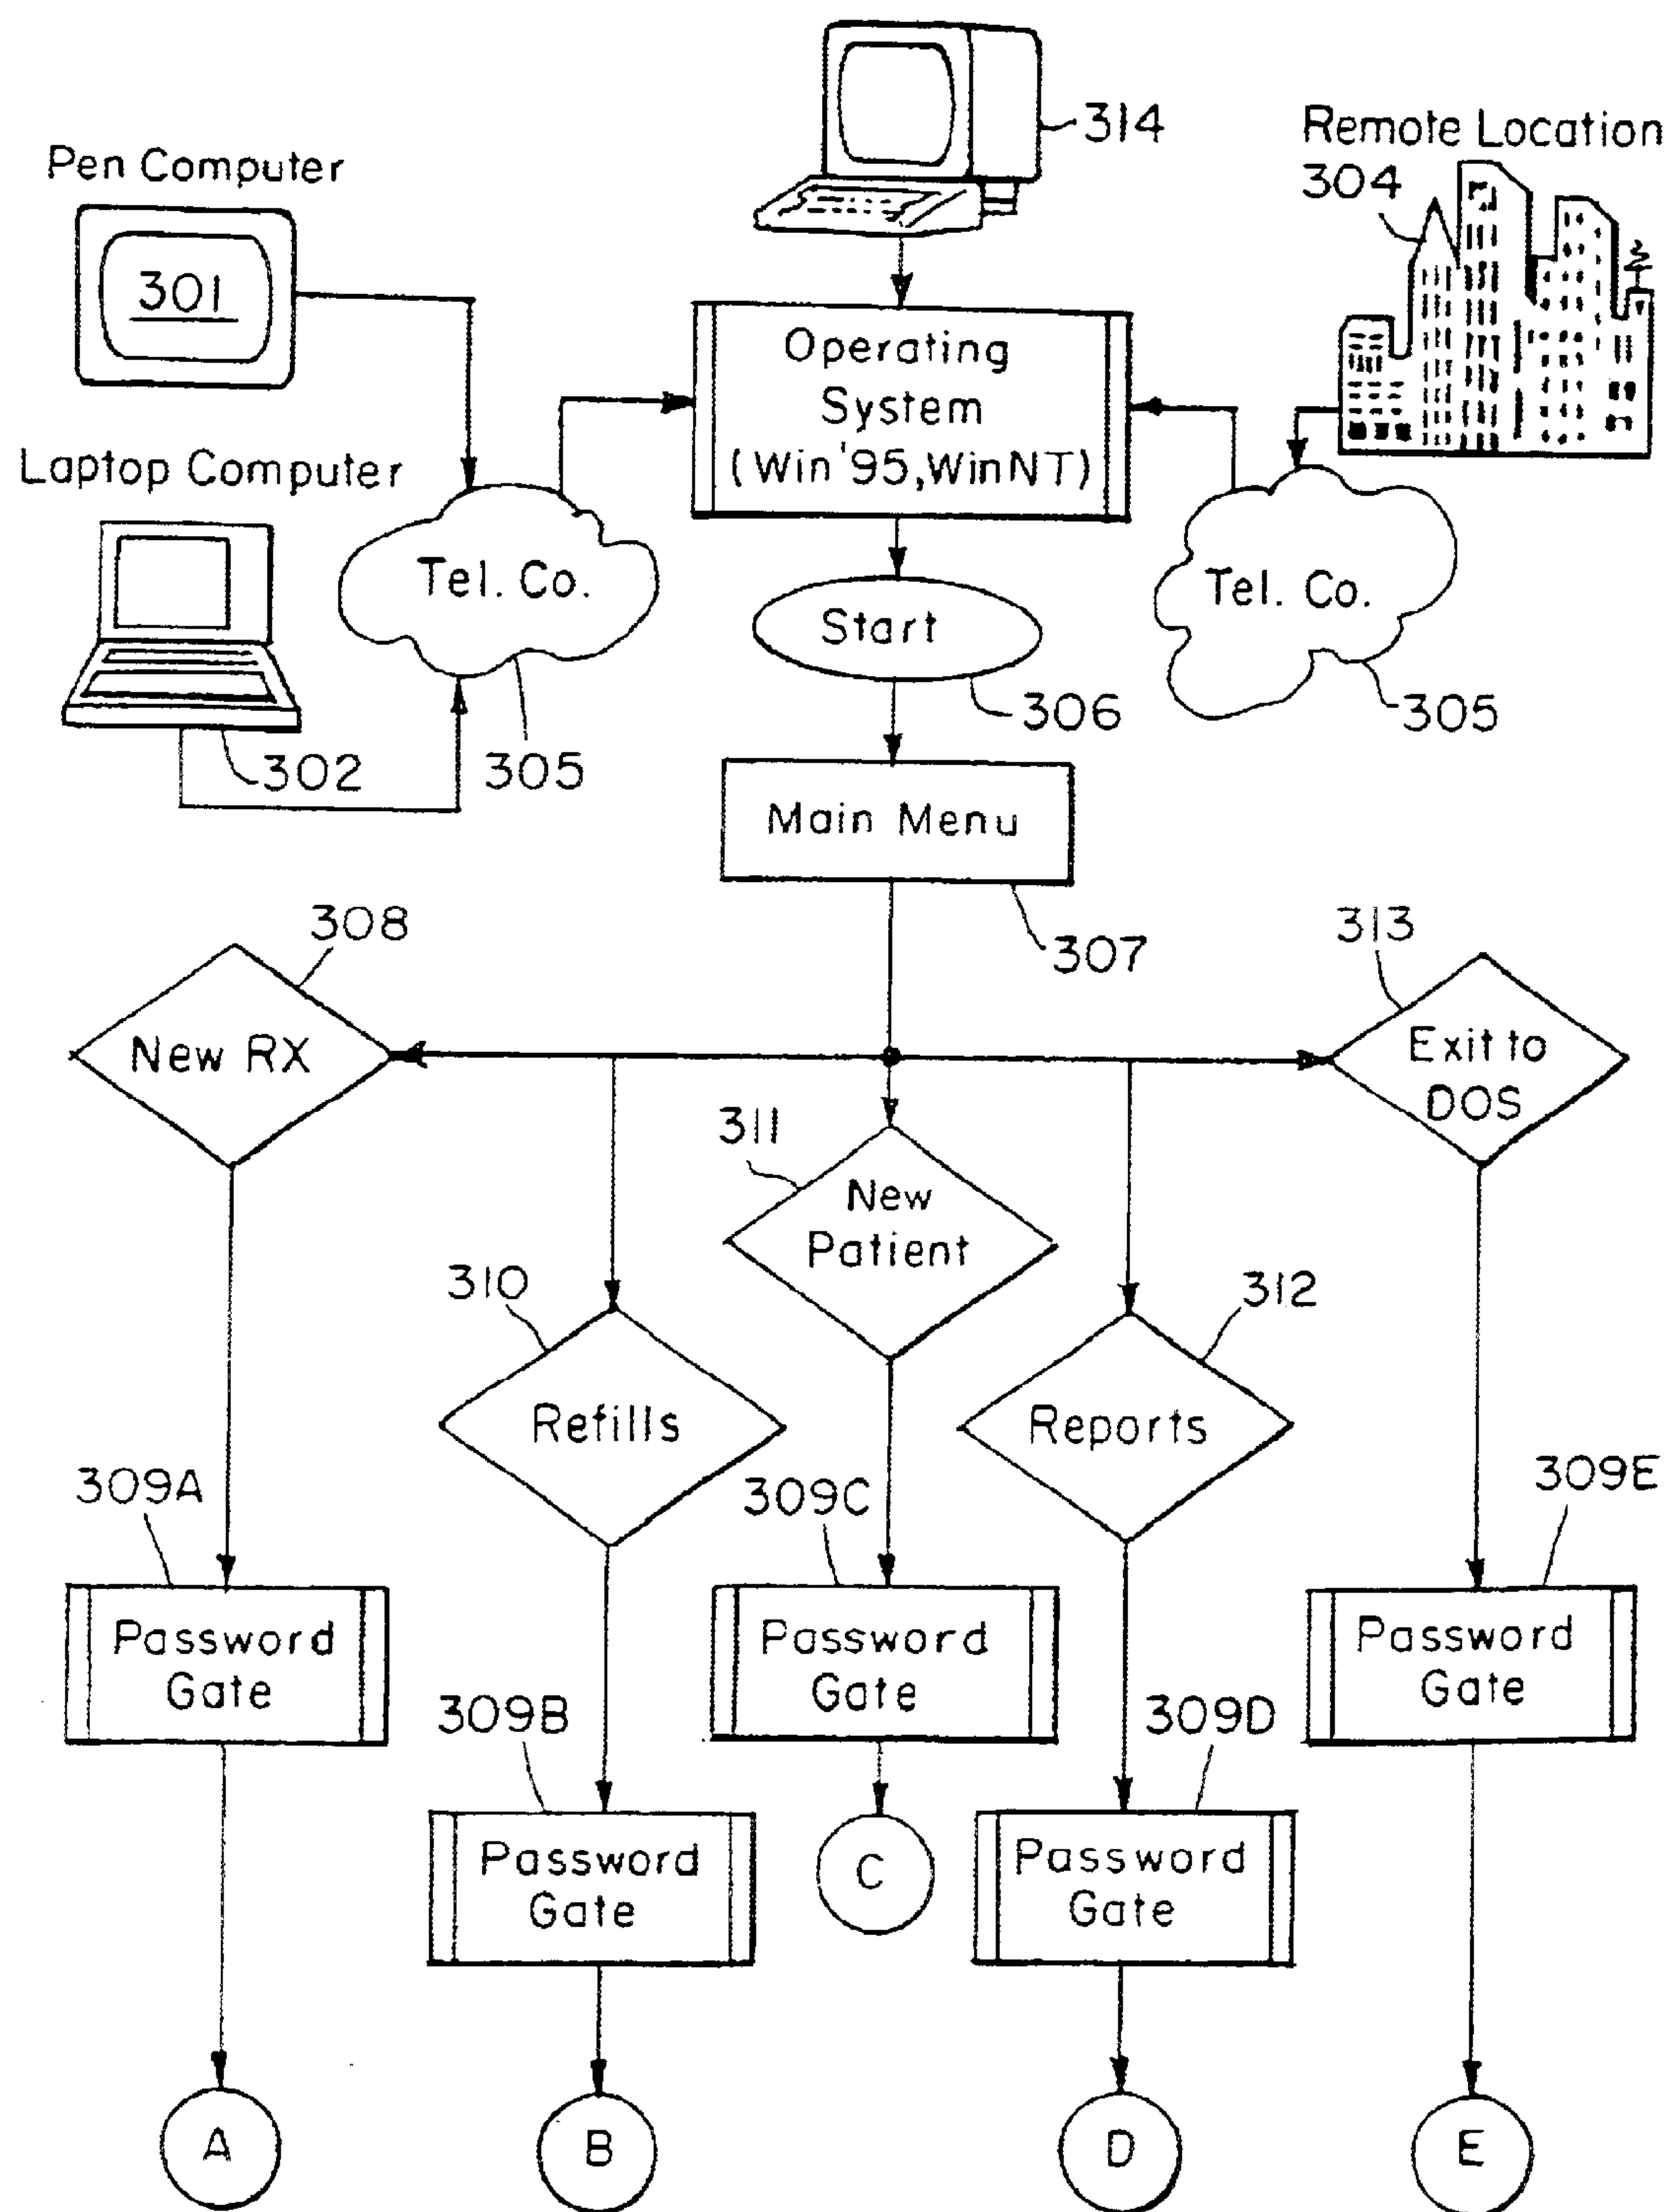 314
Remote Location
304
Pen Computer
301
Operating
System
(Win '95, WinNT)
Laptop Computer
Tel. Co.
Tel. Co.
Start
306
305
302
305
Main Menu
307
308
313
New RX
Exit to
DOS
311
New
Patient
310
312
Refills
Reports
309A
309C
309E
Password
Gate
Password
Gate
Password
Gate
309B
309D
Password
Gate
Password
Gate
C
A
B
D
E